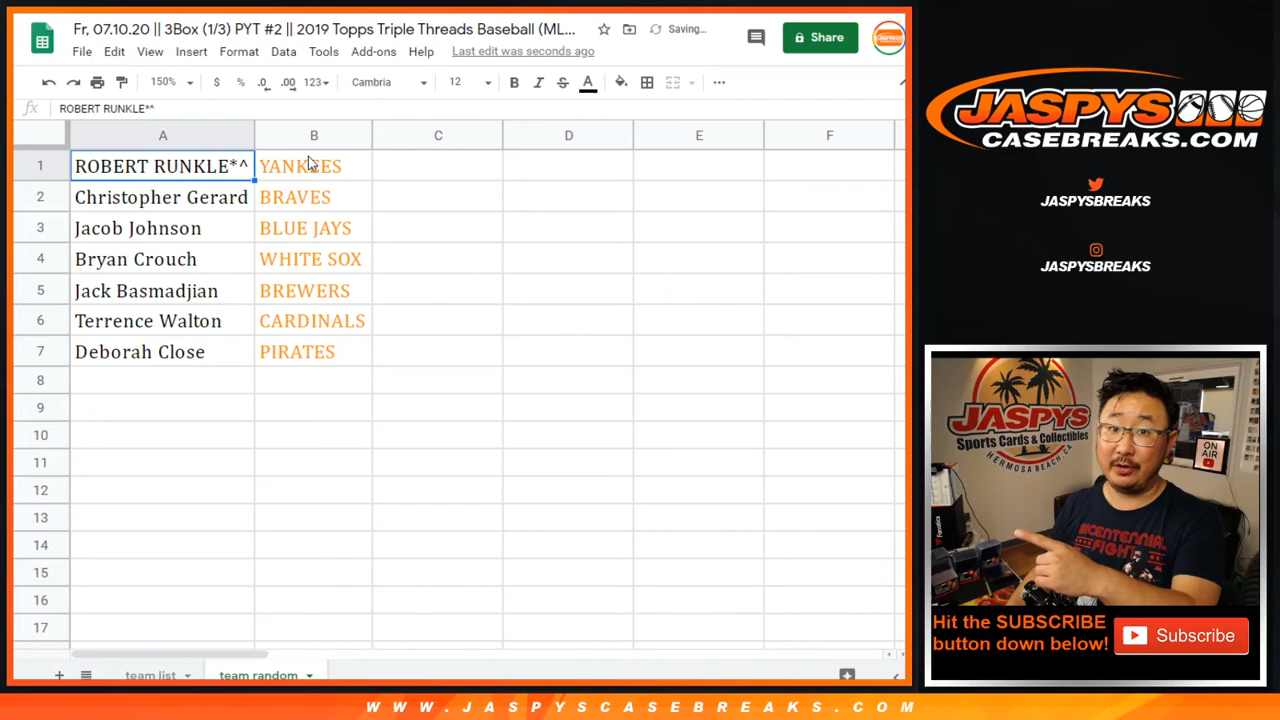 Fr, 07.10.20 || 3Box (1/3) PYT #2 || 2019 Topps Triple Threads Baseball (ML...
Saving...
Share
File Edit View Insert Format Data Tools Add-ons Help Last edit was seconds ago
150% $ % .0 .00 123 Cambria 12 B I S A
fx ROBERT RUNKLE*^
A B C D E F
1 ROBERT RUNKLE*^ YANKEES
2 Christopher Gerard BRAVES
3 Jacob Johnson BLUE JAYS
4 Bryan Crouch WHITE SOX
5 Jack Basmadjian BREWERS
6 Terrence Walton CARDINALS
7 Deborah Close PIRATES
8
9
10
11
12
13
14
15
16
17
team list team random
JASPYS
CASEBREAKS.COM
JASPYSBREAKS
JASPYSBREAKS
JASPYS
Sports Cards & Collectibles
HERMOSA BEACH, CA
ON
AIR
Fanatics
BICENTENNIAL
FIGHT
Hit the SUBSCRIBE
button down below!
Subscribe
WWW.JASPYSCASEBREAKS.COM